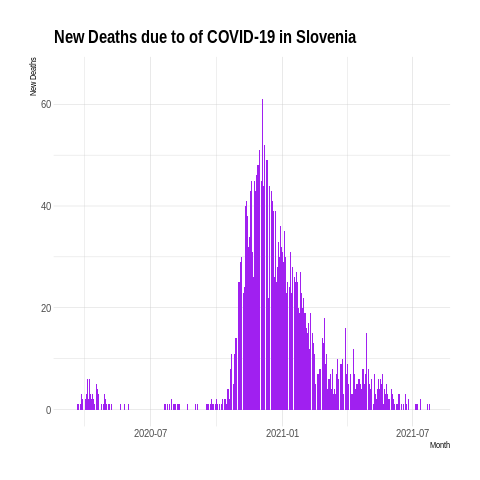 New Deaths due to of COVID-19 in Slovenia
New Deaths
60
40
20
0
2020-07
2021-01
2021-07
Month